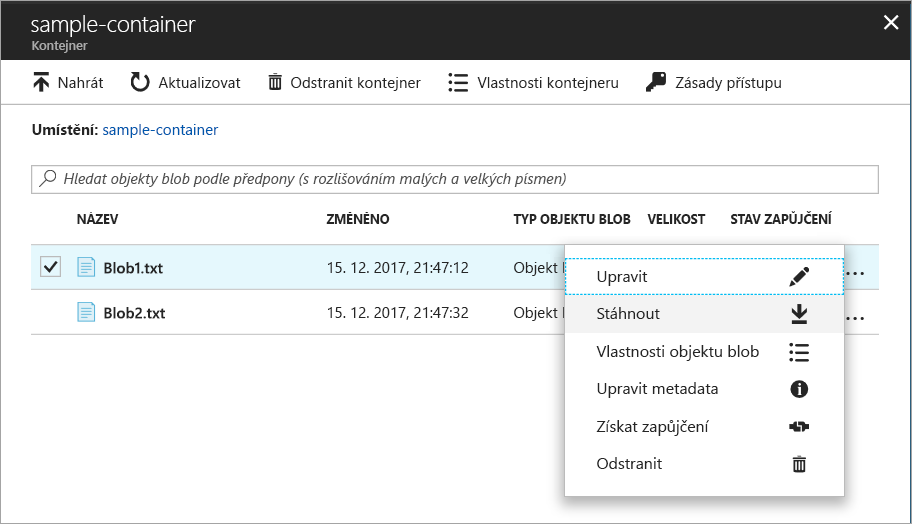 sample-container
Kontejner
Nahrát Aktualizovat Odstranit kontejner Vlastnosti kontejneru Zásady přístupu
Umístění: sample-container
Hledat objekty blob podle předpony (s rozlišováním malých a velkých písmen)
NÁZEV ZMĚNĚNO TYP OBJEKTU BLOB VELIKOST STAV ZAPŮJČENÍ
Blob1.txt 15. 12. 2017, 21:47:12 Objekt ...
Blob2.txt 15. 12. 2017, 21:47:32 Objekt ...
Upravit
Stáhnout
Vlastnosti objektu blob
Upravit metadata
Získat zapůjčení
Odstranit